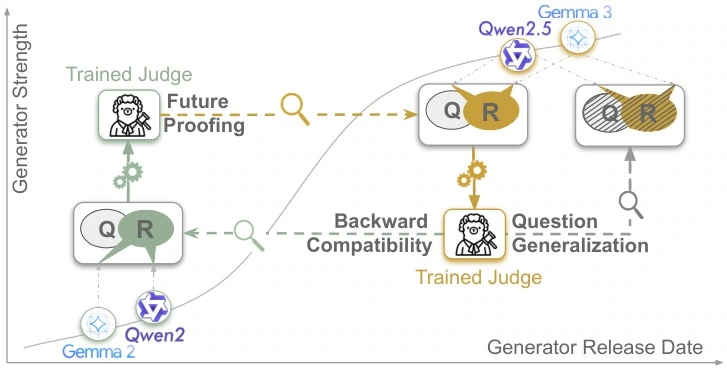 Gemma 3
Qwen2.5
Generator Strength
Trained Judge
Future
Proofing
Q R
Q R
Q R
Backward
Compatibility
Question
Generalization
Trained Judge
Qwen2
Gemma 2
Generator Release Date